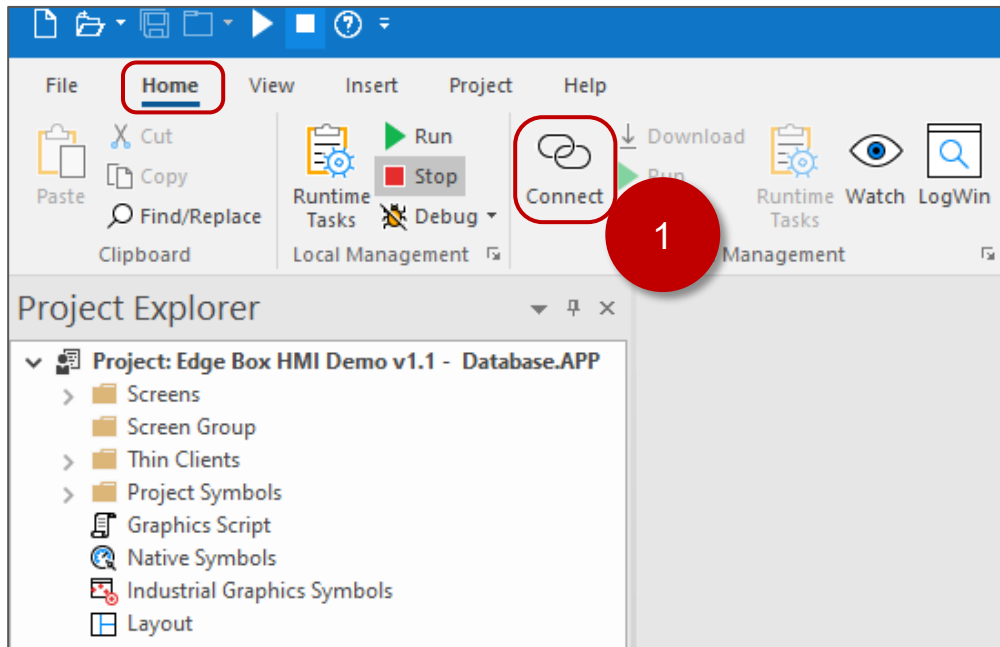 File Home View Insert Project Help
Paste
Cut
Copy
Find/Replace
Clipboard
Runtime
Tasks
Run
Stop
Debug
Local Management
Connect
Download
Run
Runtime
Tasks
Watch
LogWin
Management
1
Project Explorer
Project: Edge Box HMI Demo v1.1 - Database.APP
Screens
Screen Group
Thin Clients
Project Symbols
Graphics Script
Native Symbols
Industrial Graphics Symbols
Layout